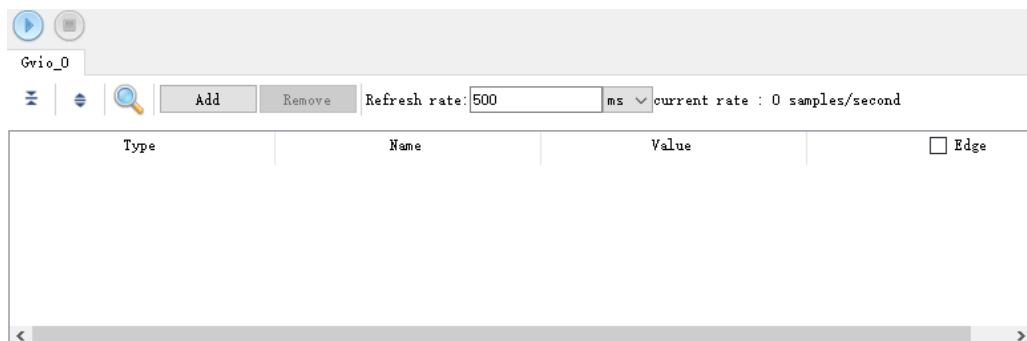 Gvio_0
Add Remove Refresh rate: 500 ms current rate : 0 samples/second
Type Name Value Edge